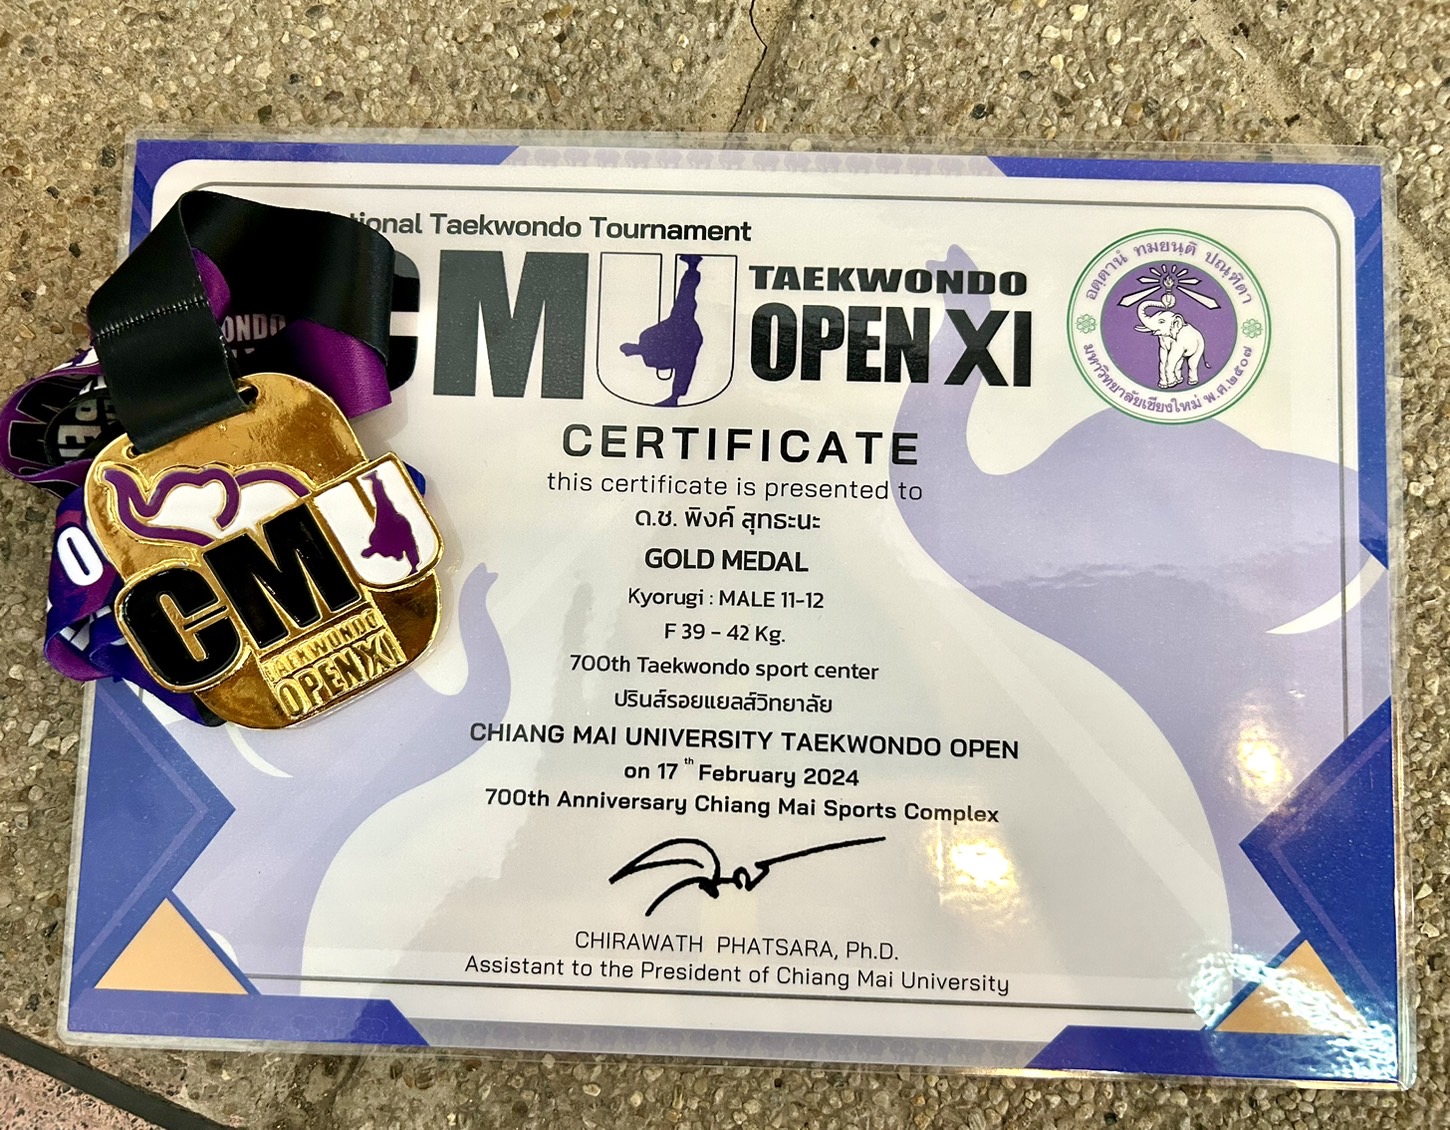 Taekwondo Tournament
CMU TAEKWONDO
OPEN XI
อตฺตานํ ทมยนฺติ ปณฺฑิตา
มหาวิทยาลัยเชียงใหม่ พ.ศ.๒๕๐๗
CERTIFICATE
this certificate is presented to
ด.ช. พิงค์ สุทธะนะ
GOLD MEDAL
Kyorugi : MALE 11-12
F 39 - 42 Kg.
700th Taekwondo sport center
ปรินส์รอยแยลส์วิทยาลัย
CHIANG MAI UNIVERSITY TAEKWONDO OPEN
on 17 th February 2024
700th Anniversary Chiang Mai Sports Complex
CHIRAWATH PHATSARA, Ph.D.
Assistant to the President of Chiang Mai University
CMU
TAEKWONDO
OPEN XI